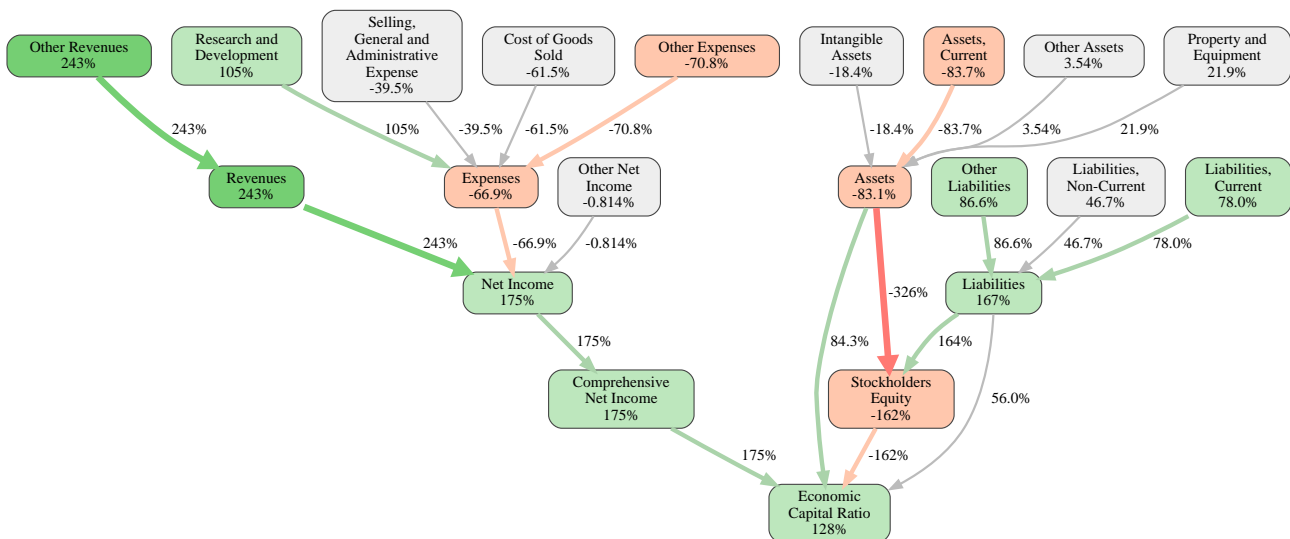 Other Revenues
243%
Research and
Development
105%
Selling,
General and
Administrative
Expense
-39.5%
Cost of Goods
Sold
-61.5%
Other Expenses
-70.8%
Intangible
Assets
-18.4%
Assets,
Current
-83.7%
Other Assets
3.54%
Property and
Equipment
21.9%
243%
105%
-39.5%
-61.5%
-70.8%
-18.4%
-83.7%
3.54%
21.9%
Revenues
243%
Expenses
-66.9%
Other Net
Income
-0.814%
Assets
-83.1%
Other
Liabilities
86.6%
Liabilities,
Non-Current
46.7%
Liabilities,
Current
78.0%
243%
-66.9%
-0.814%
86.6%
46.7%
78.0%
Net Income
175%
-326%
Liabilities
167%
175%
84.3%
164%
Comprehensive
Net Income
175%
Stockholders
Equity
-162%
56.0%
175%
-162%
Economic
Capital Ratio
128%